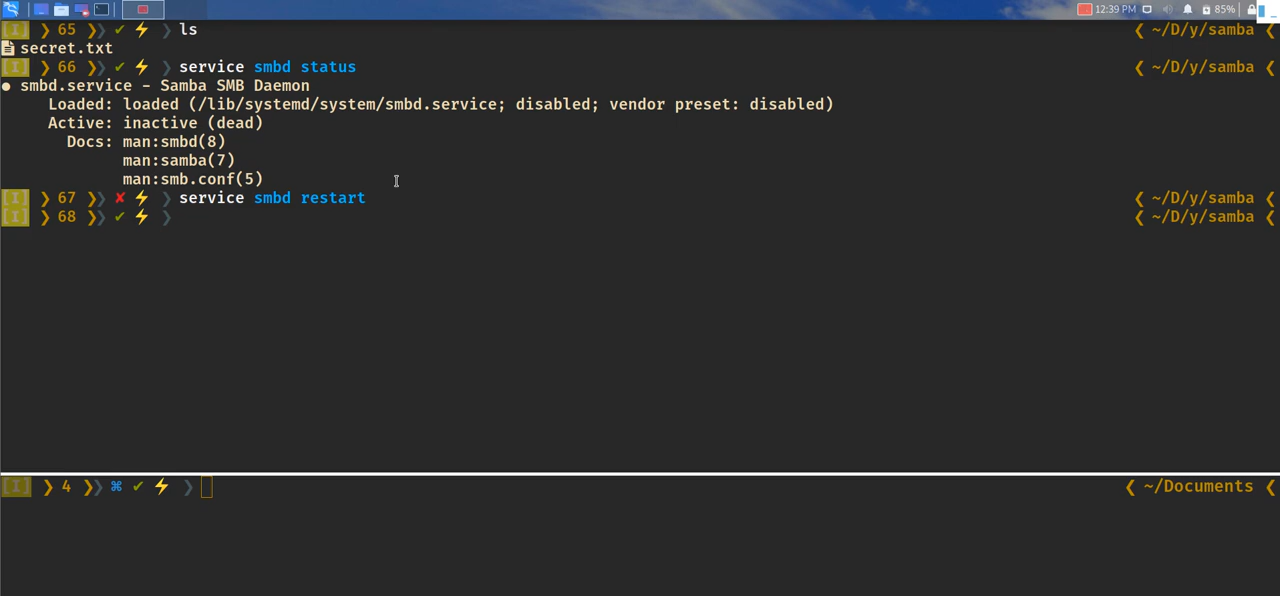 12:39 PM 85%
[I] ❯ 65 ❯❯ ✔ ⚡ ❯ ls ❮ ~/D/y/samba ❮
secret.txt
[I] ❯ 66 ❯❯ ✔ ⚡ ❯ service smbd status ❮ ~/D/y/samba ❮
● smbd.service - Samba SMB Daemon
Loaded: loaded (/lib/systemd/system/smbd.service; disabled; vendor preset: disabled)
Active: inactive (dead)
Docs: man:smbd(8)
man:samba(7)
man:smb.conf(5)
[I] ❯ 67 ❯❯ ✘ ⚡ ❯ service smbd restart ❮ ~/D/y/samba ❮
[I] ❯ 68 ❯❯ ✔ ⚡ ❯ ❮ ~/D/y/samba ❮
[I] ❯ 4 ❯❯ ⌘ ✔ ⚡ ❯ ❮ ~/Documents ❮